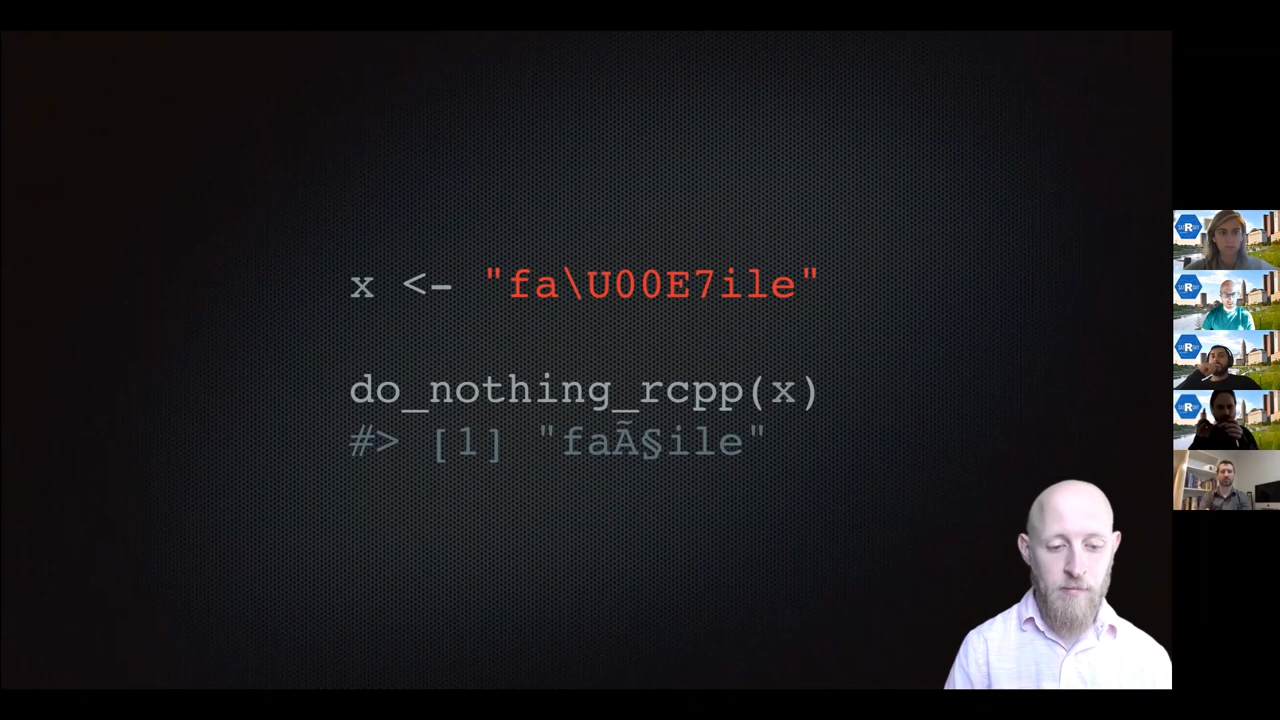 x <- "fa\U00E7ile"
do_nothing_rcpp(x)
#> [1] "faÃ§ile"